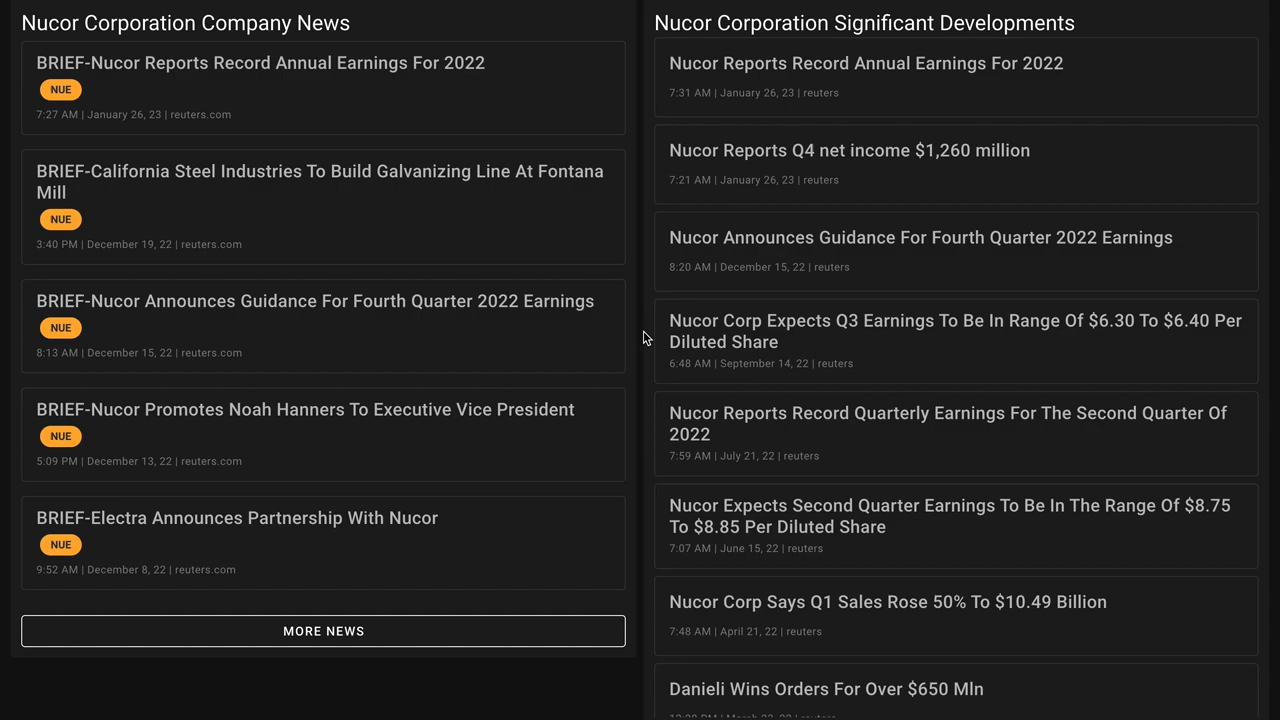 Nucor Corporation Company News
BRIEF-Nucor Reports Record Annual Earnings For 2022
NUE
7:27 AM | January 26, 23 | reuters.com
BRIEF-California Steel Industries To Build Galvanizing Line At Fontana
Mill
NUE
3:40 PM | December 19, 22 | reuters.com
BRIEF-Nucor Announces Guidance For Fourth Quarter 2022 Earnings
NUE
8:13 AM | December 15, 22 | reuters.com
BRIEF-Nucor Promotes Noah Hanners To Executive Vice President
NUE
5:09 PM | December 13, 22 | reuters.com
BRIEF-Electra Announces Partnership With Nucor
NUE
9:52 AM | December 8, 22 | reuters.com
MORE NEWS
Nucor Corporation Significant Developments
Nucor Reports Record Annual Earnings For 2022
7:31 AM | January 26, 23 | reuters
Nucor Reports Q4 net income $1,260 million
7:21 AM | January 26, 23 | reuters
Nucor Announces Guidance For Fourth Quarter 2022 Earnings
8:20 AM | December 15, 22 | reuters
Nucor Corp Expects Q3 Earnings To Be In Range Of $6.30 To $6.40 Per
Diluted Share
6:48 AM | September 14, 22 | reuters
Nucor Reports Record Quarterly Earnings For The Second Quarter Of
2022
7:59 AM | July 21, 22 | reuters
Nucor Expects Second Quarter Earnings To Be In The Range Of $8.75
To $8.85 Per Diluted Share
7:07 AM | June 15, 22 | reuters
Nucor Corp Says Q1 Sales Rose 50% To $10.49 Billion
7:48 AM | April 21, 22 | reuters
Danieli Wins Orders For Over $650 Mln